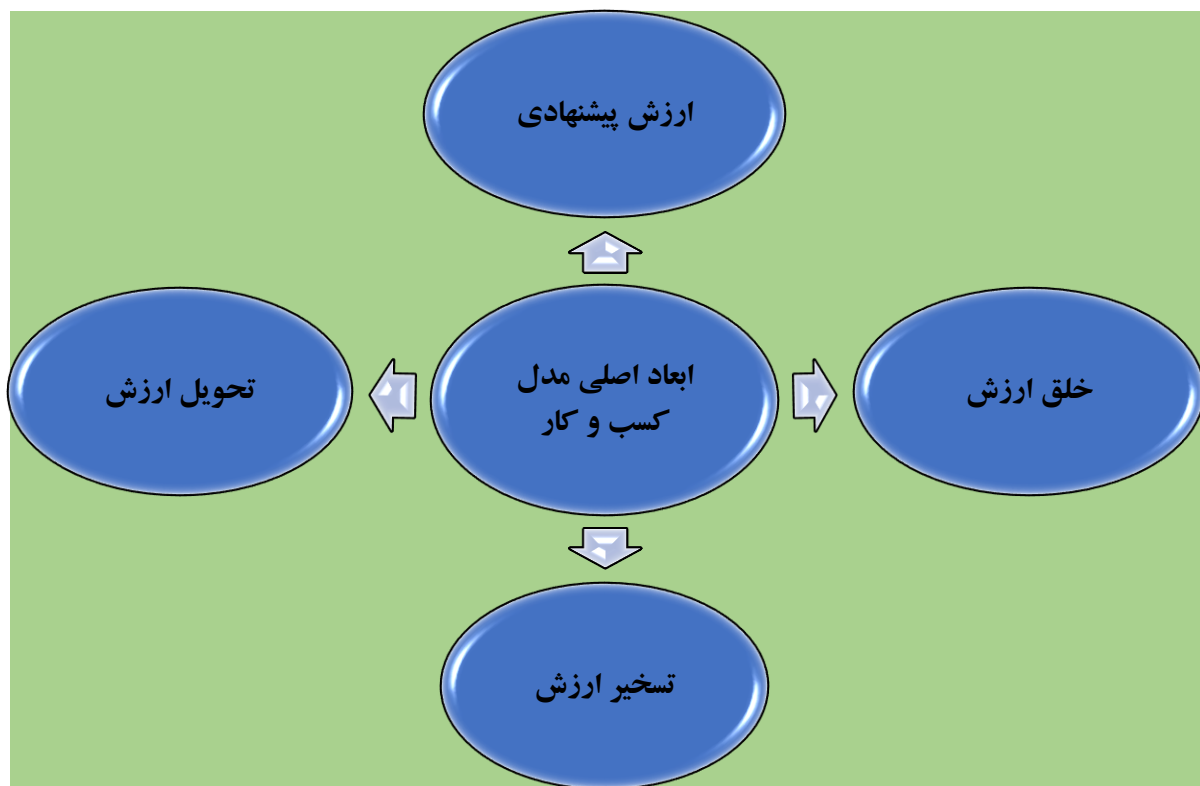 ارزش پیشنهادی
خلق ارزش
ابعاد اصلی مدل
کسب و کار
تحویل ارزش
تسخیر ارزش